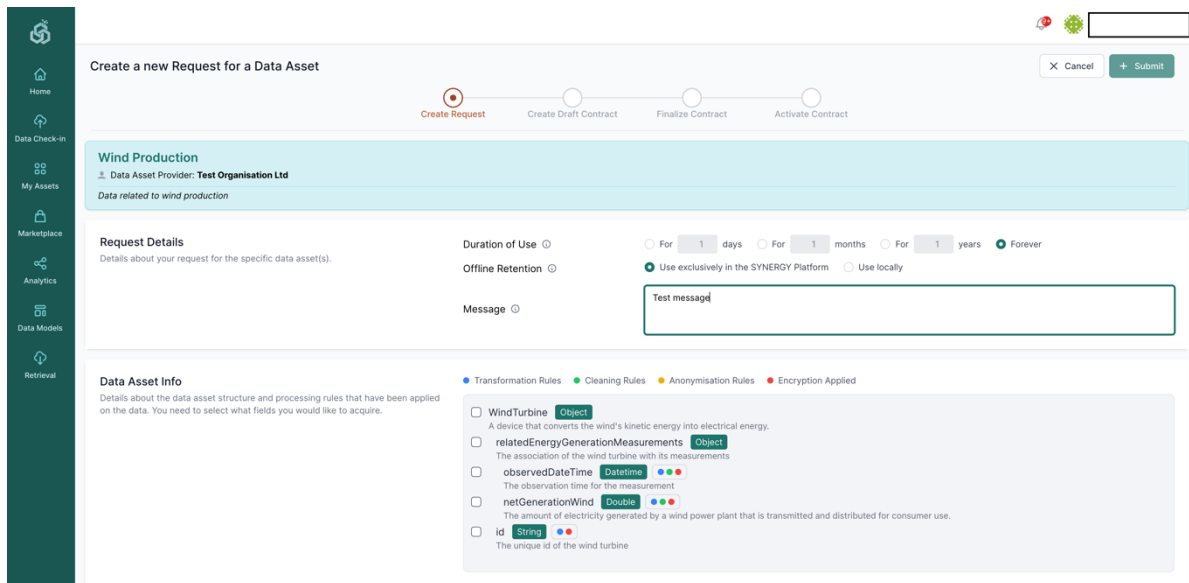 9+
Create a new Request for a Data Asset
Cancel
+ Submit
Home
Data Check-in
My Assets
Marketplace
Analytics
Data Models
Retrieval
Create Request
Create Draft Contract
Finalize Contract
Activate Contract
Wind Production
Data Asset Provider: Test Organisation Ltd
Data related to wind production
Request Details
Details about your request for the specific data asset(s).
Duration of Use
For 1 days For 1 months For 1 years Forever
Offline Retention
Use exclusively in the SYNERGY Platform Use locally
Message
Test message
Data Asset Info
Details about the data asset structure and processing rules that have been applied
on the data. You need to select what fields you would like to acquire.
Transformation Rules Cleaning Rules Anonymisation Rules Encryption Applied
WindTurbine Object
A device that converts the wind's kinetic energy into electrical energy.
relatedEnergyGenerationMeasurements Object
The association of the wind turbine with its measurements
observedDateTime Datetime
The observation time for the measurement
netGenerationWind Double
The amount of electricity generated by a wind power plant that is transmitted and distributed for consumer use.
id String
The unique id of the wind turbine